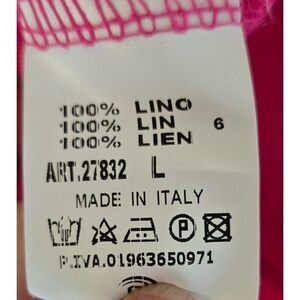 100% LINO
100% LIN 6
100% LIEN
ART.27832 L
MADE IN ITALY
P
P.IVA.01963650971